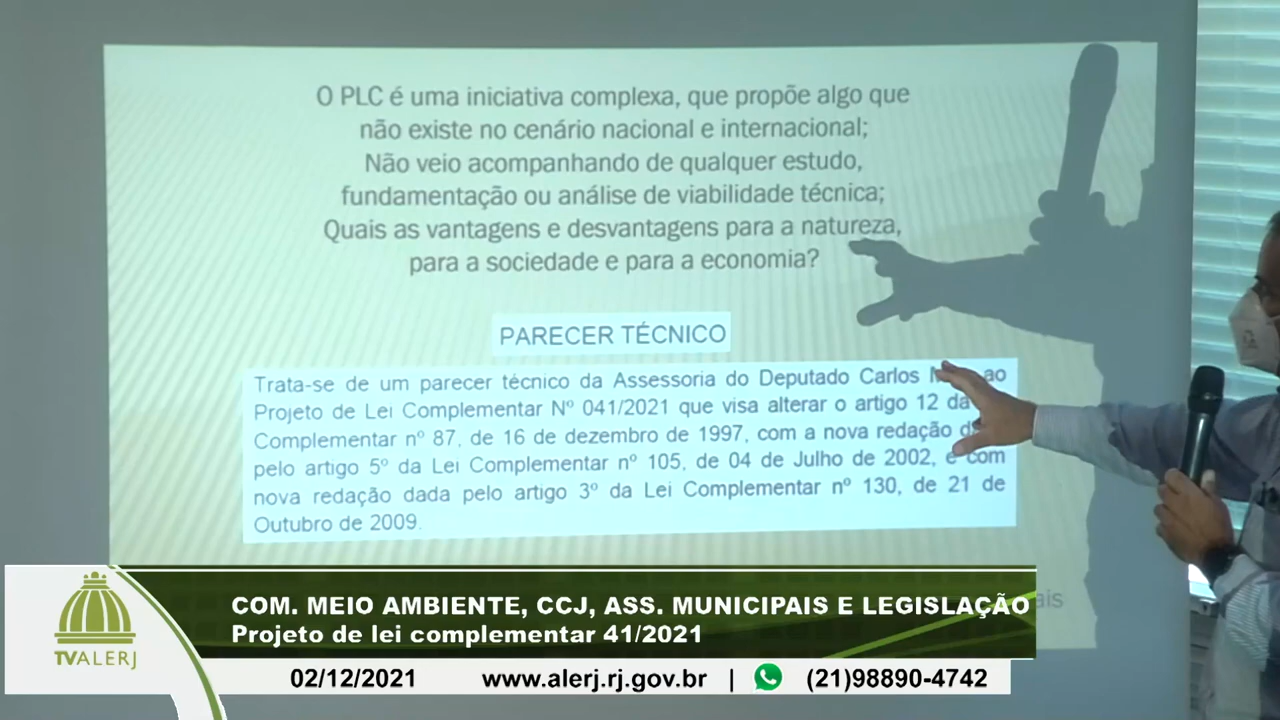 O PLC é uma iniciativa complexa, que propõe algo que
não existe no cenário nacional e internacional;
Não veio acompanhando de qualquer estudo,
fundamentação ou análise de viabilidade técnica;
Quais as vantagens e desvantagens para a natureza,
para a sociedade e para a economia?
PARECER TÉCNICO
Trata-se de um parecer técnico da Assessoria do Deputado Carlos ao
Projeto de Lei Complementar Nº 041/2021 que visa alterar o artigo 12 da
Complementar nº 87, de 16 de dezembro de 1997, com a nova redação
pelo artigo 5º da Lei Complementar nº 105, de 04 de Julho de 2002, e com
nova redação dada pelo artigo 3º da Lei Complementar nº 130, de 21 de
Outubro de 2009.
COM. MEIO AMBIENTE, CCJ, ASS. MUNICIPAIS E LEGISLAÇÃO
Projeto de lei complementar 41/2021
TVALERJ
02/12/2021 www.alerj.rj.gov.br | (21)98890-4742